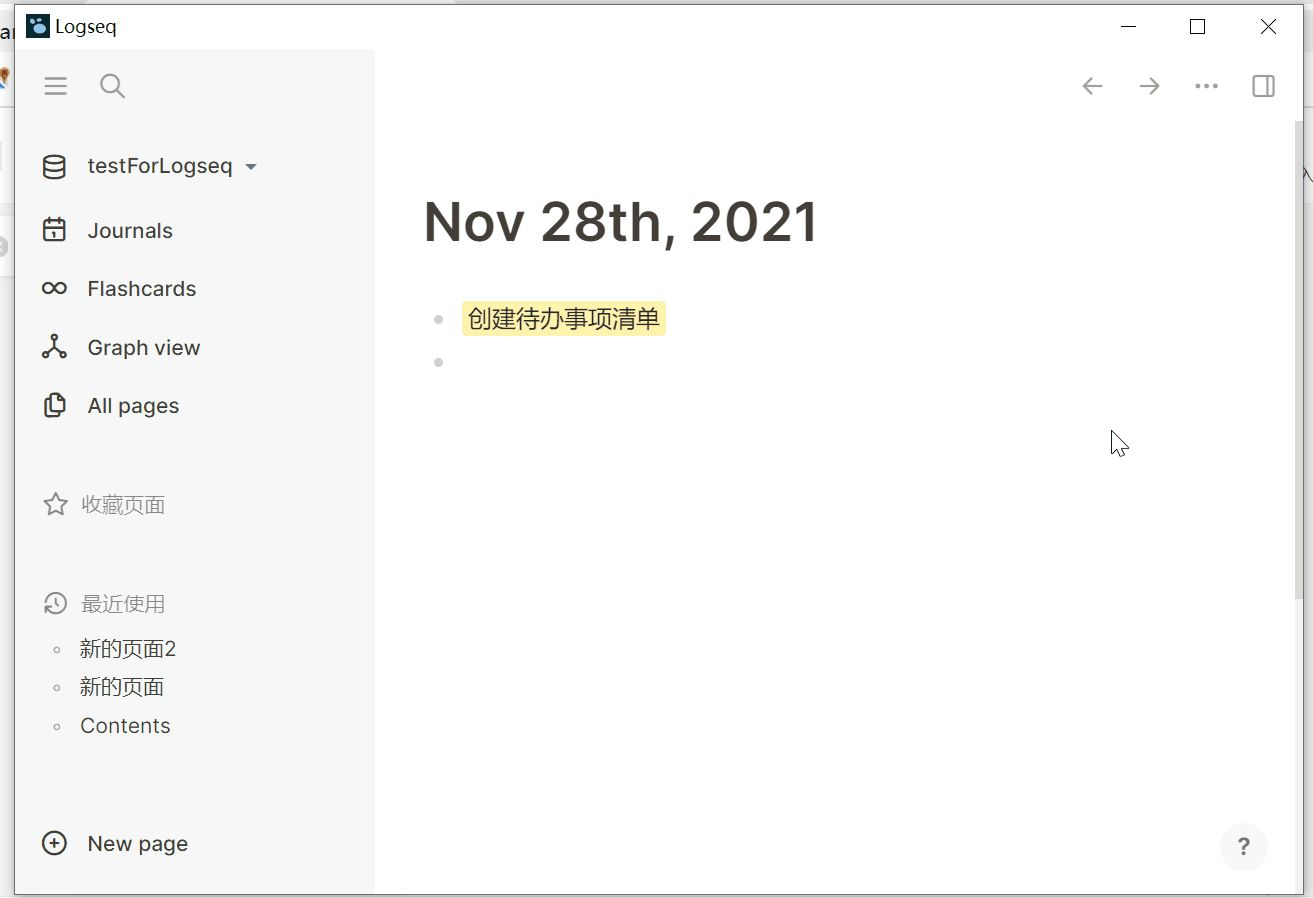 Logseq
testForLogseq
Journals
Flashcards
Graph view
All pages
收藏页面
最近使用
新的页面2
新的页面
Contents
New page
Nov 28th, 2021
创建待办事项清单
?